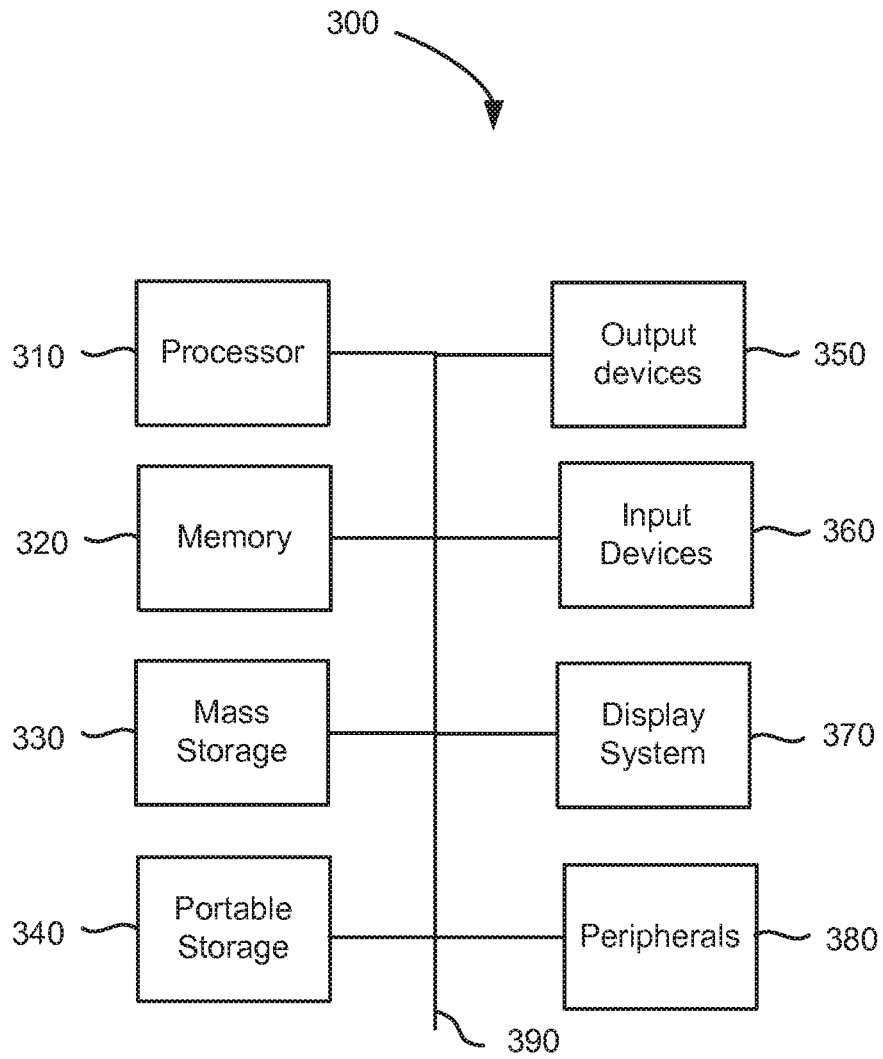 300
310
Processor
Output
devices
350
320
Memory
Input
Devices
360
330
Mass
Storage
Display
System
370
340
Portable
Storage
Peripherals
380
390